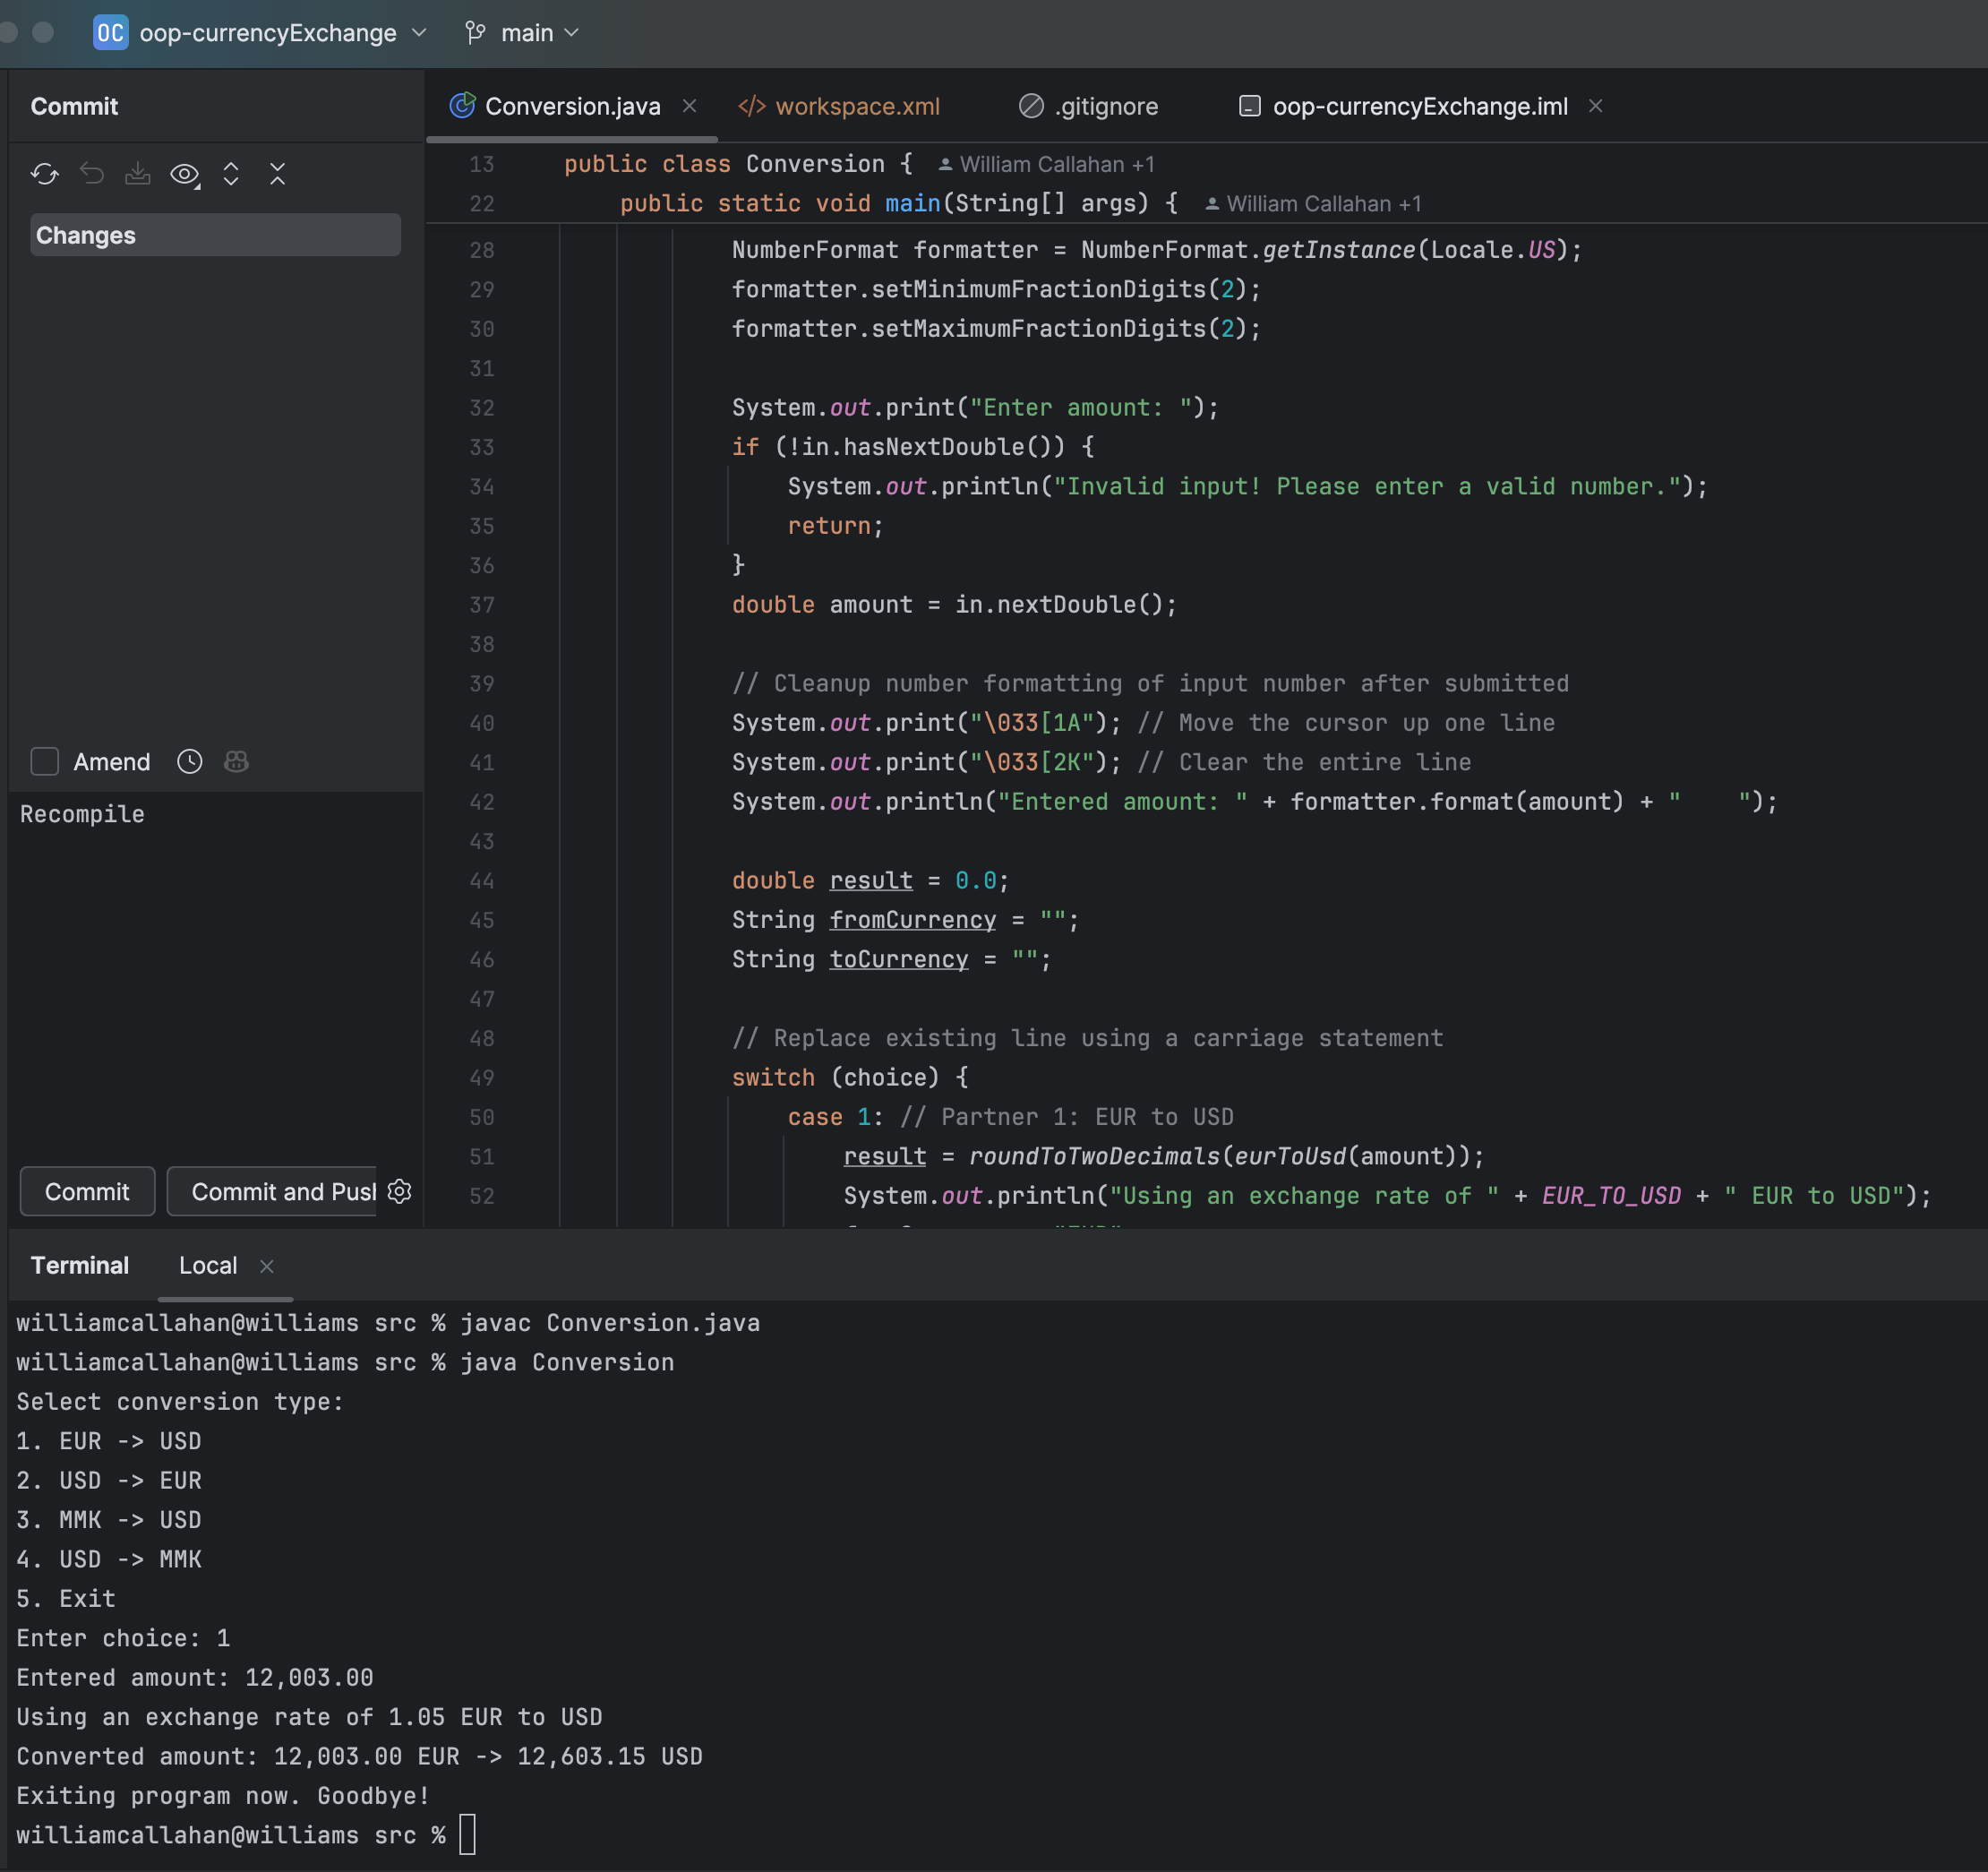 OC oop-currencyExchange main
Commit
Conversion.java workspace.xml .gitignore oop-currencyExchange.iml
Changes
13 public class Conversion { William Callahan +1
22 public static void main(String[] args) { William Callahan +1
28 NumberFormat formatter = NumberFormat.getInstance(Locale.US);
29 formatter.setMinimumFractionDigits(2);
30 formatter.setMaximumFractionDigits(2);
31
32 System.out.print("Enter amount: ");
33 if (!in.hasNextDouble()) {
34 System.out.println("Invalid input! Please enter a valid number.");
35 return;
36 }
37 double amount = in.nextDouble();
38
39 // Cleanup number formatting of input number after submitted
40 System.out.print("\033[1A"); // Move the cursor up one line
41 System.out.print("\033[2K"); // Clear the entire line
42 System.out.println("Entered amount: " + formatter.format(amount) + "    ");
43
44 double result = 0.0;
45 String fromCurrency = "";
46 String toCurrency = "";
47
48 // Replace existing line using a carriage statement
49 switch (choice) {
50 case 1: // Partner 1: EUR to USD
51 result = roundToTwoDecimals(eurToUsd(amount));
52 System.out.println("Using an exchange rate of " + EUR_TO_USD + " EUR to USD");
Amend
Recompile
Commit Commit and Pus
Terminal Local
williamcallahan@williams src % javac Conversion.java
williamcallahan@williams src % java Conversion
Select conversion type:
1. EUR -> USD
2. USD -> EUR
3. MMK -> USD
4. USD -> MMK
5. Exit
Enter choice: 1
Entered amount: 12,003.00
Using an exchange rate of 1.05 EUR to USD
Converted amount: 12,003.00 EUR -> 12,603.15 USD
Exiting program now. Goodbye!
williamcallahan@williams src %